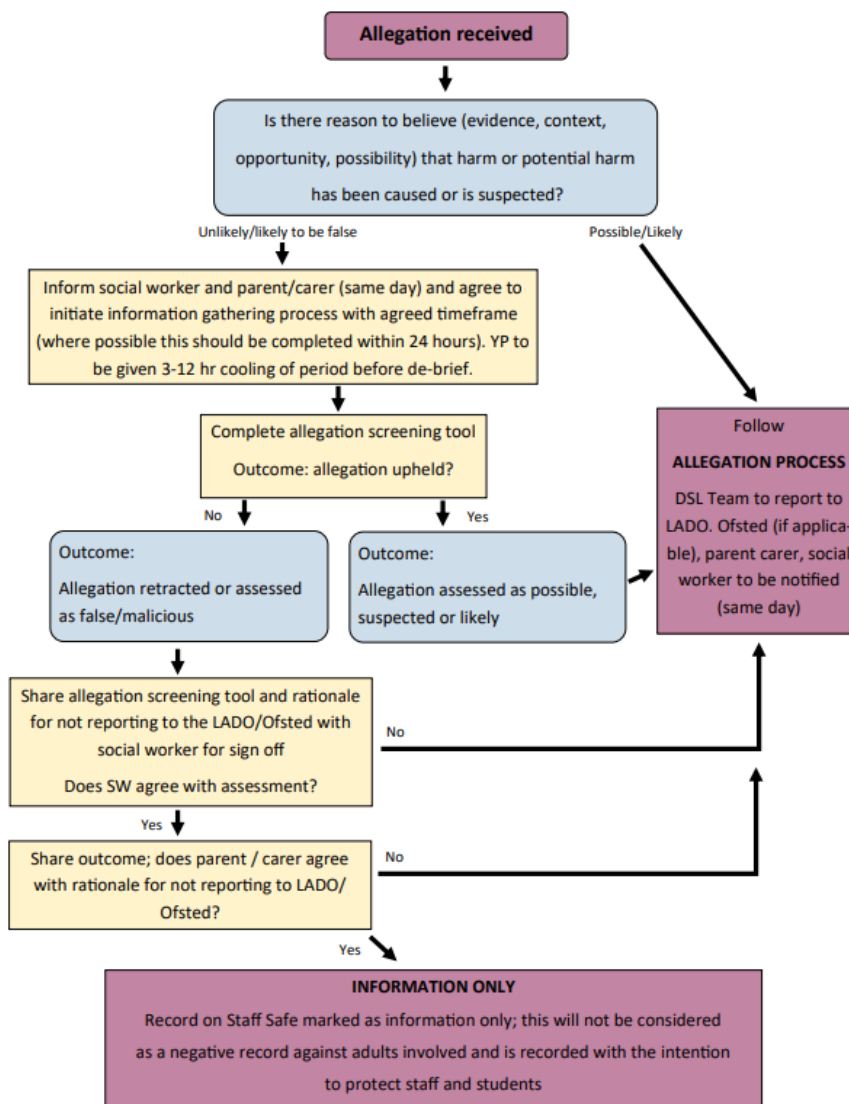 Allegation received
Is there reason to believe (evidence, context,
opportunity, possibility) that harm or potential harm
has been caused or is suspected?
Unlikely/likely to be false
Possible/Likely
Inform social worker and parent/carer (same day) and agree to
initiate information gathering process with agreed timeframe
(where possible this should be completed within 24 hours). YP to
be given 3-12 hr cooling of period before de-brief.
Complete allegation screening tool
Outcome: allegation upheld?
Follow
ALLEGATION PROCESS
DSL Team to report to
LADO. Ofsted (if applica-
ble), parent carer, social
worker to be notified
(same day)
No
Yes
Outcome:
Allegation retracted or assessed
as false/malicious
Outcome:
Allegation assessed as possible,
suspected or likely
Share allegation screening tool and rationale
for not reporting to the LADO/Ofsted with
social worker for sign off
Does SW agree with assessment?
No
Yes
Share outcome; does parent / carer agree
with rationale for not reporting to LADO/
Ofsted?
No
Yes
INFORMATION ONLY
Record on Staff Safe marked as information only; this will not be considered
as a negative record against adults involved and is recorded with the intention
to protect staff and students